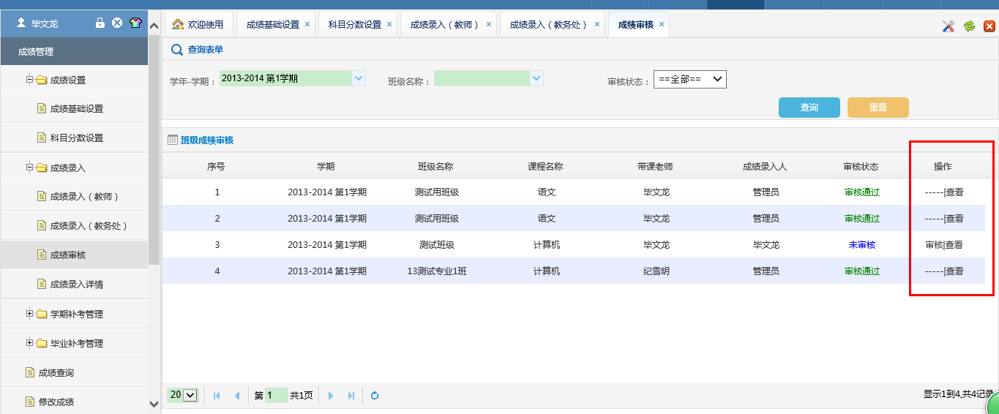 毕文龙
成绩管理
成绩设置
成绩基础设置
科目分数设置
成绩录入
成绩录入（教师）
成绩录入（教务处）
成绩审核
成绩录入详情
学期补考管理
毕业补考管理
成绩查询
修改成绩
欢迎使用 成绩基础设置 × 科目分数设置 × 成绩录入（教师） × 成绩录入（教务处） × 成绩审核 ×
查询表单
学年-学期： 2013-2014 第1学期 班级名称： 审核状态： ==全部==
查询 重置
班级成绩审核
序号 学期 班级名称 课程名称 带课老师 成绩录入人 审核状态 操作
1 2013-2014 第1学期 测试用班级 语文 毕文龙 管理员 审核通过 -----|查看
2 2013-2014 第1学期 测试用班级 语文 毕文龙 管理员 审核通过 -----|查看
3 2013-2014 第1学期 测试班级 计算机 毕文龙 毕文龙 未审核 审核|查看
4 2013-2014 第1学期 13测试专业1班 计算机 纪雪明 管理员 审核通过 -----|查看
20 第 1 共1页 显示1到4,共4记录